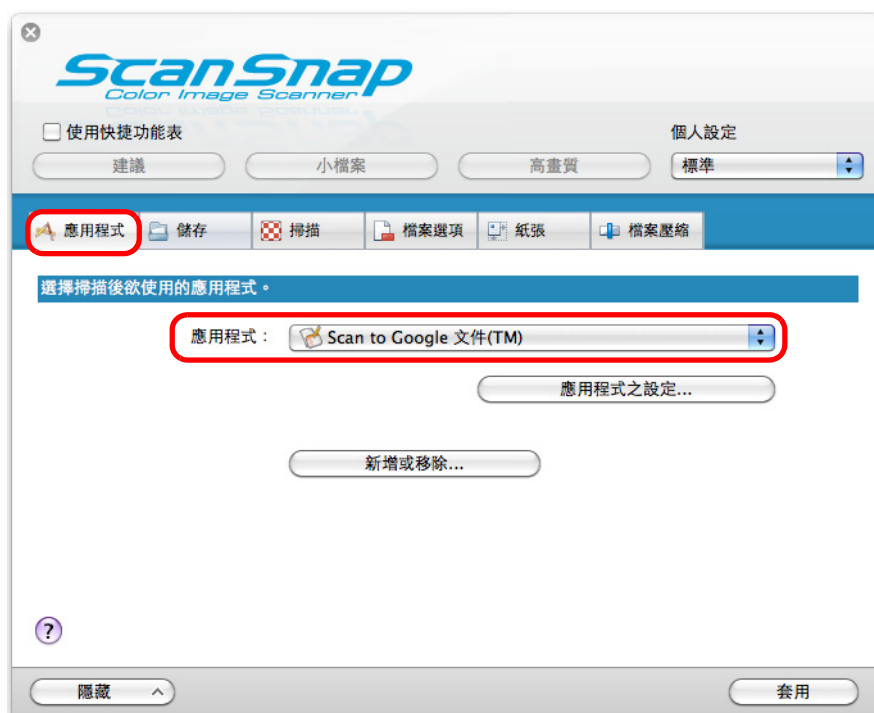 ScanSnap
Color Image Scanner
使用快捷功能表
個人設定
建議 小檔案 高畫質 標準
應用程式 儲存 掃描 檔案選項 紙張 檔案壓縮
選擇掃描後欲使用的應用程式。
應用程式： Scan to Google 文件(TM)
應用程式之設定...
新增或移除...
?
隱藏 套用